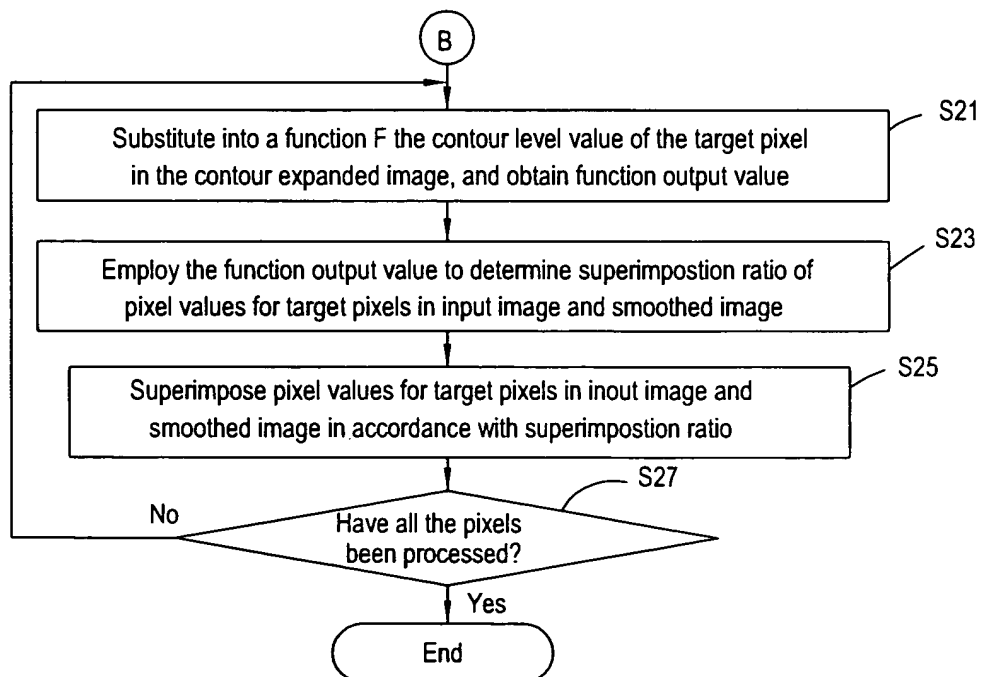 B
S21
Substitute into a function F the contour level value of the target pixel
in the contour expanded image, and obtain function output value
S23
Employ the function output value to determine superimpostion ratio of
pixel values for target pixels in input image and smoothed image
S25
Superimpose pixel values for target pixels in inout image and
smoothed image in accordance with superimpostion ratio
S27
No
Have all the pixels
been processed?
Yes
End